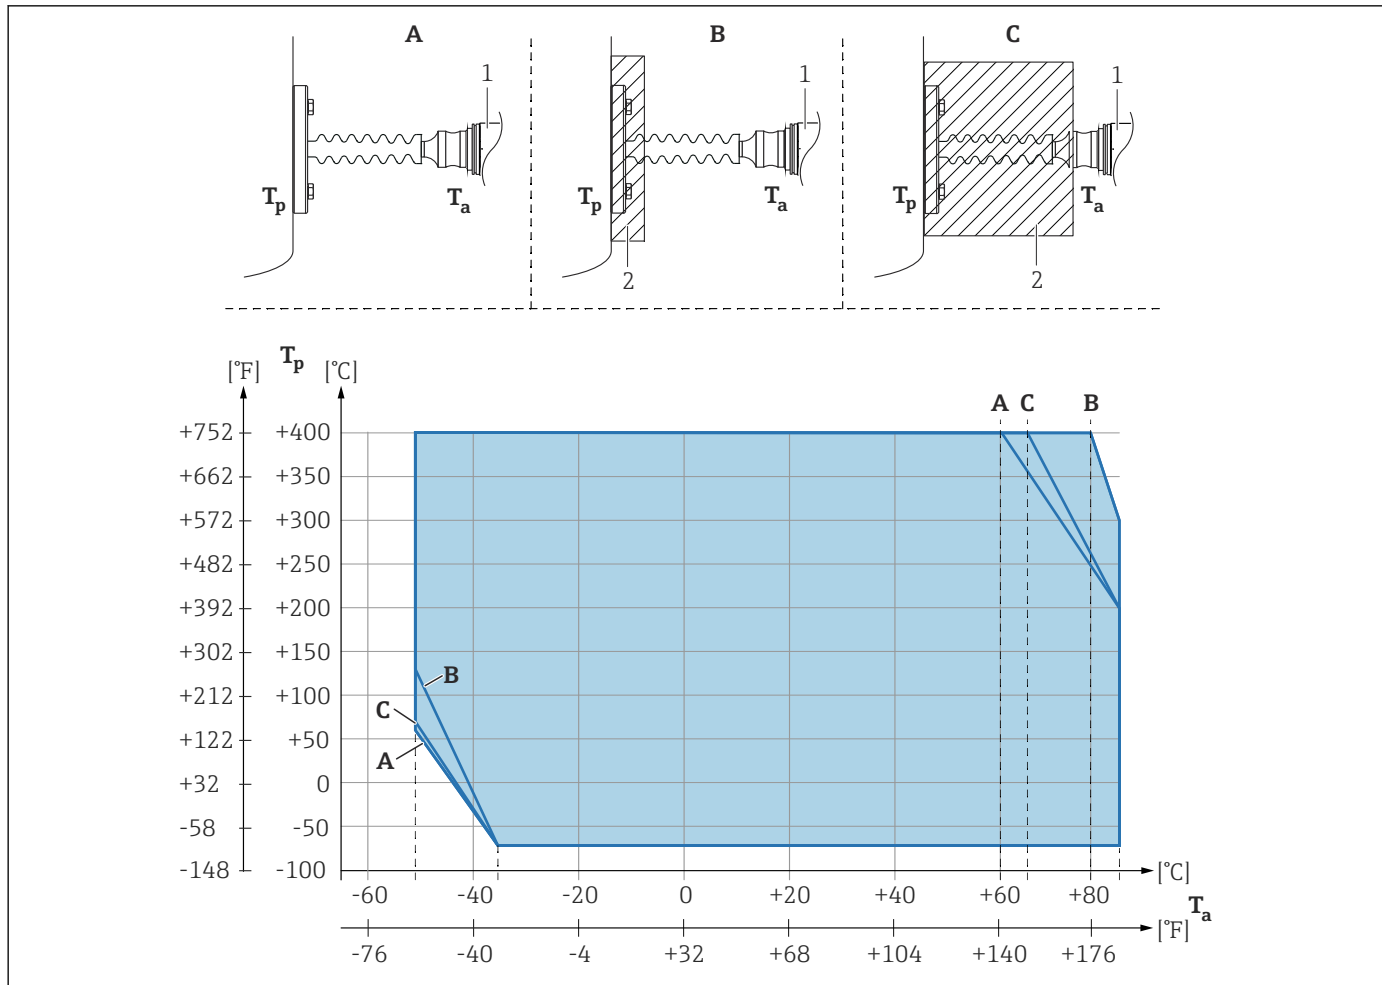 A B C
1 1 1
Tp Ta Tp Ta Tp Ta
2 2
[°F] Tp [°C]
A C B
+752 +400
+662 +350
+572 +300
+482 +250
+392 +200
+302 +150
B
+212 +100
C
+122 +50
A
+32 0
-58 -50
-148 -100
[°C]
-60 -40 -20 0 +20 +40 +60 +80
Ta
[°F]
-76 -40 -4 +32 +68 +104 +140 +176